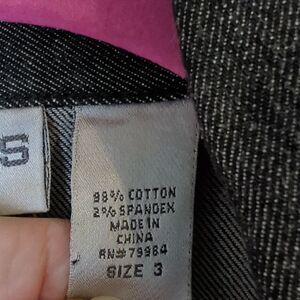 S
98% COTTON
2% SPANDEX
MADE IN
CHINA
RN#79984
SIZE 3